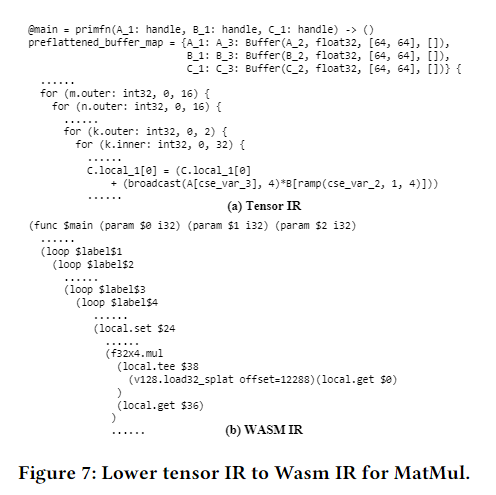 @main = primfn(A_1: handle, B_1: handle, C_1: handle) -> ()
preflattened_buffer_map = {A_1: A_3: Buffer(A_2, float32, [64, 64], []),
B_1: B_3: Buffer(B_2, float32, [64, 64], []),
C_1: C_3: Buffer(C_2, float32, [64, 64], [])} {
......
for (m.outer: int32, 0, 16) {
for (n.outer: int32, 0, 16) {
......
for (k.outer: int32, 0, 2) {
for (k.inner: int32, 0, 32) {
......
C.local_1[0] = (C.local_1[0]
+ (broadcast(A[cse_var_3], 4)*B[ramp(cse_var_2, 1, 4)]))
......
(a) Tensor IR
(func $main (param $0 i32) (param $1 i32) (param $2 i32)
......
(loop $label$1
(loop $label$2
......
(loop $label$3
(loop $label$4
......
(local.set $24
......
(f32x4.mul
(local.tee $38
(v128.load32_splat offset=12288)(local.get $0)
)
(local.get $36)
)
......
(b) WASM IR
Figure 7: Lower tensor IR to Wasm IR for MatMul.